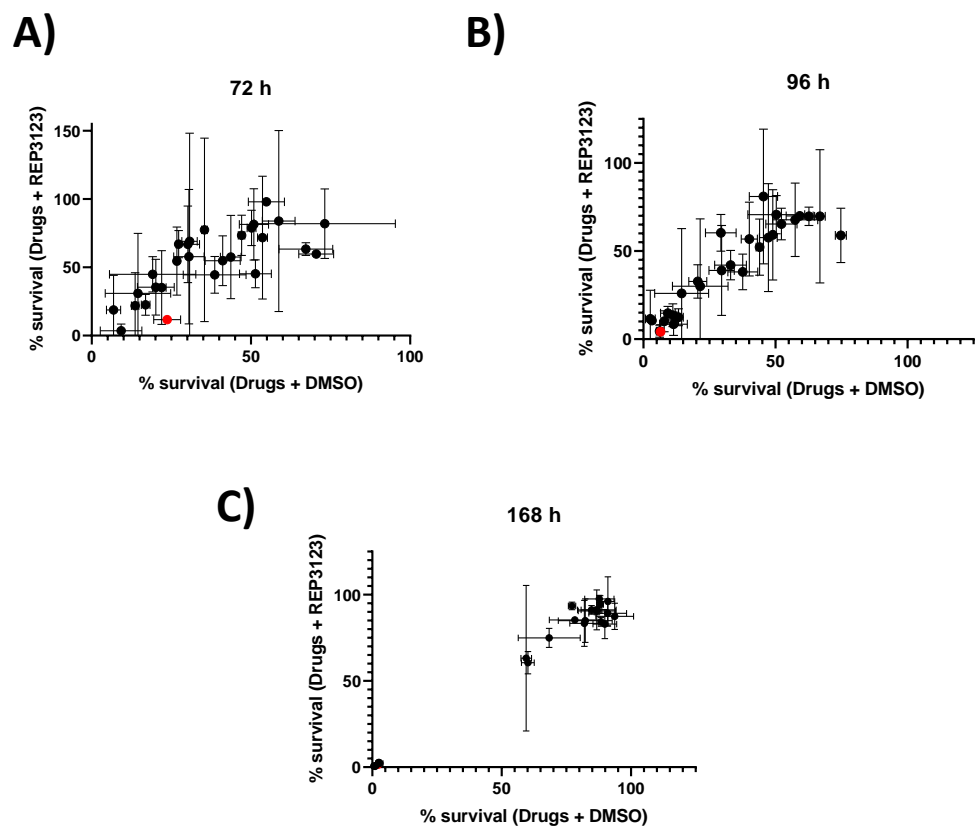 A)
72 h
% survival (Drugs + REP3123)
150
100
50
0
0 50 100
% survival (Drugs + DMSO)
B)
96 h
% survival (Drugs + REP3123)
100
50
0
0 50 100
% survival (Drugs + DMSO)
C)
168 h
% survival (Drugs + REP3123)
100
50
0
0 50 100
% survival (Drugs + DMSO)